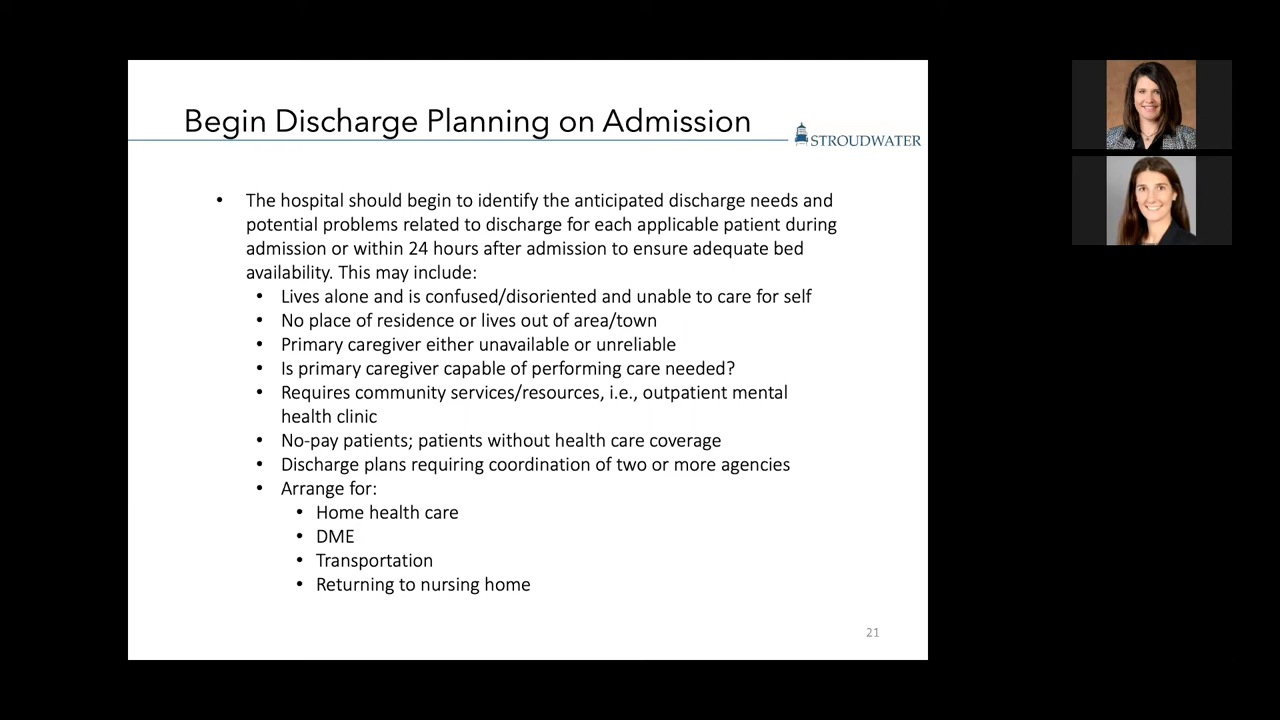 Begin Discharge Planning on Admission
STROUDWATER
• The hospital should begin to identify the anticipated discharge needs and
potential problems related to discharge for each applicable patient during
admission or within 24 hours after admission to ensure adequate bed
availability. This may include:
• Lives alone and is confused/disoriented and unable to care for self
• No place of residence or lives out of area/town
• Primary caregiver either unavailable or unreliable
• Is primary caregiver capable of performing care needed?
• Requires community services/resources, i.e., outpatient mental
health clinic
• No-pay patients; patients without health care coverage
• Discharge plans requiring coordination of two or more agencies
• Arrange for:
• Home health care
• DME
• Transportation
• Returning to nursing home
21